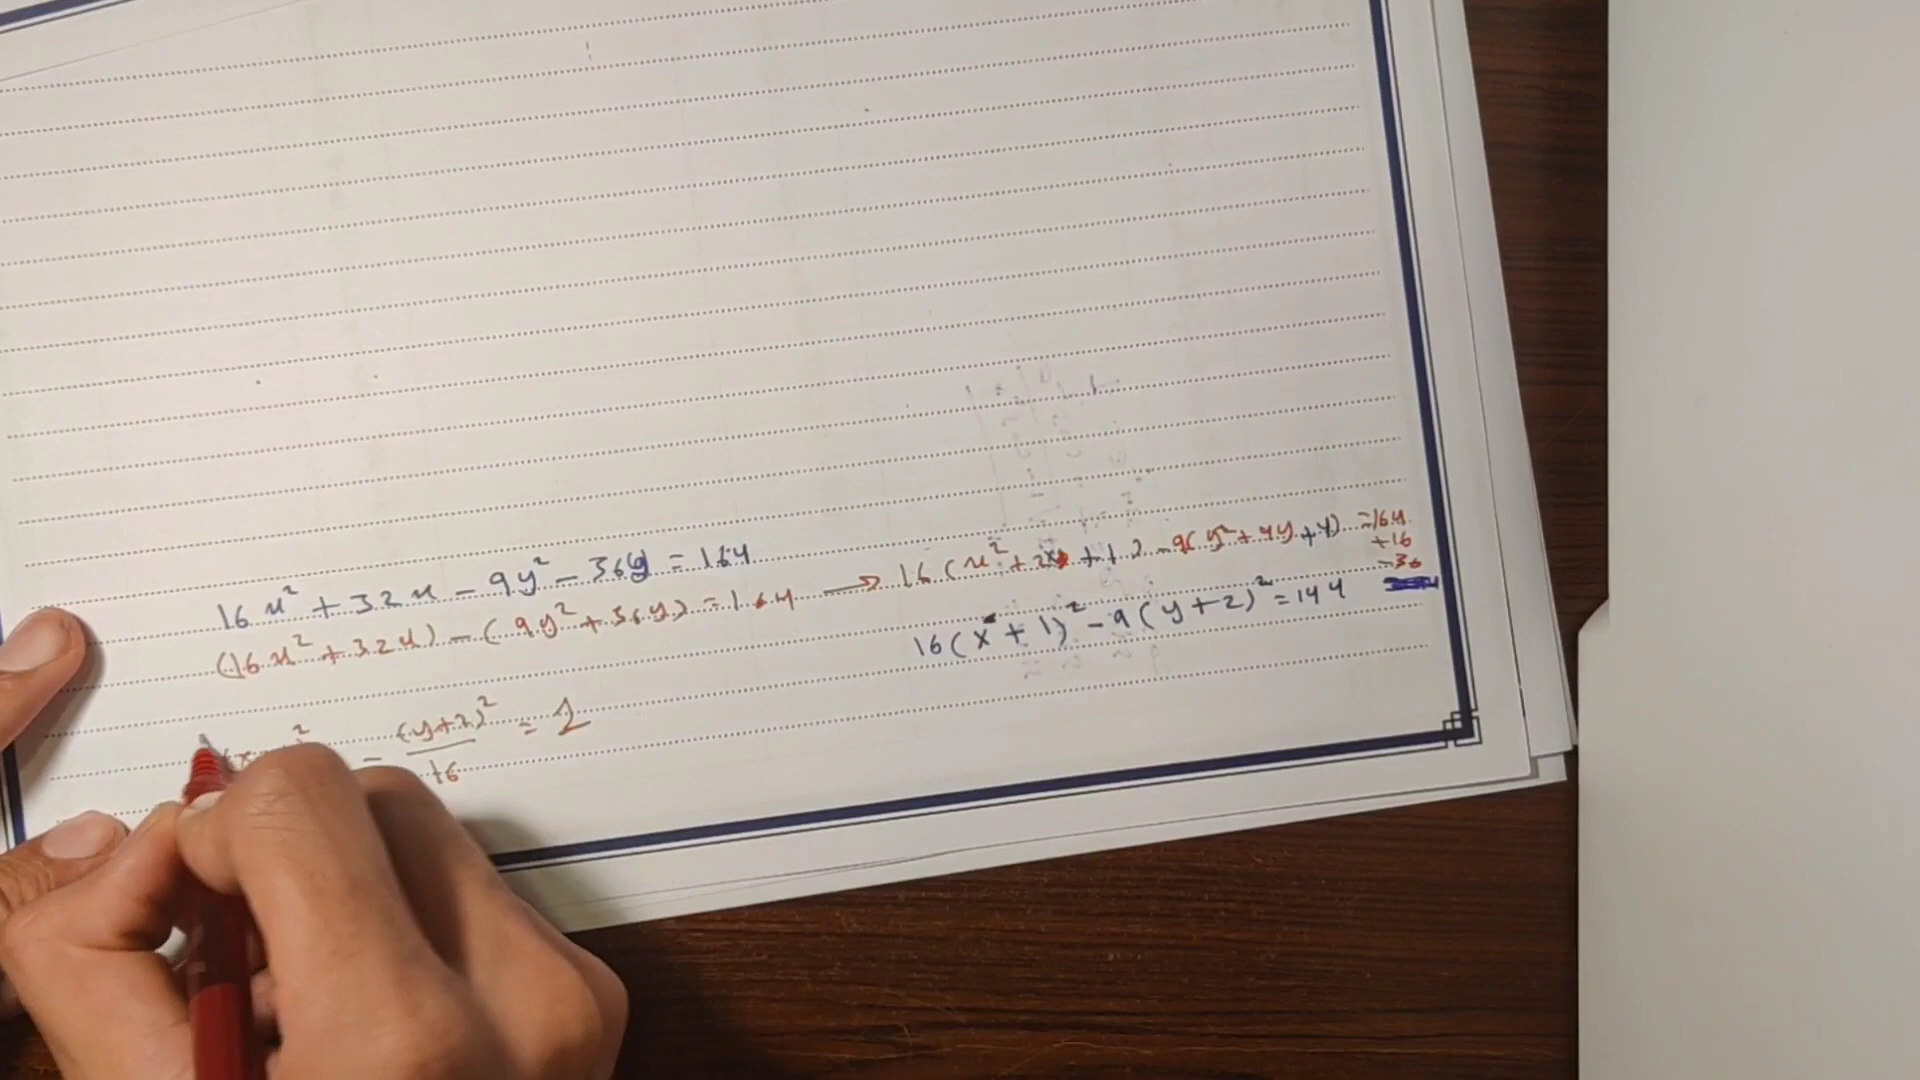 16x² + 32x - 9y² - 36y = 164
(16x² + 32x) - (9y² + 36y) = 164 → 16(x² + 2x + 1) - 9(y² + 4y + 4) = 164
+16
-36
16(x + 1)² - 9(y + 2)² = 144
- (y+2)²/16 = 1